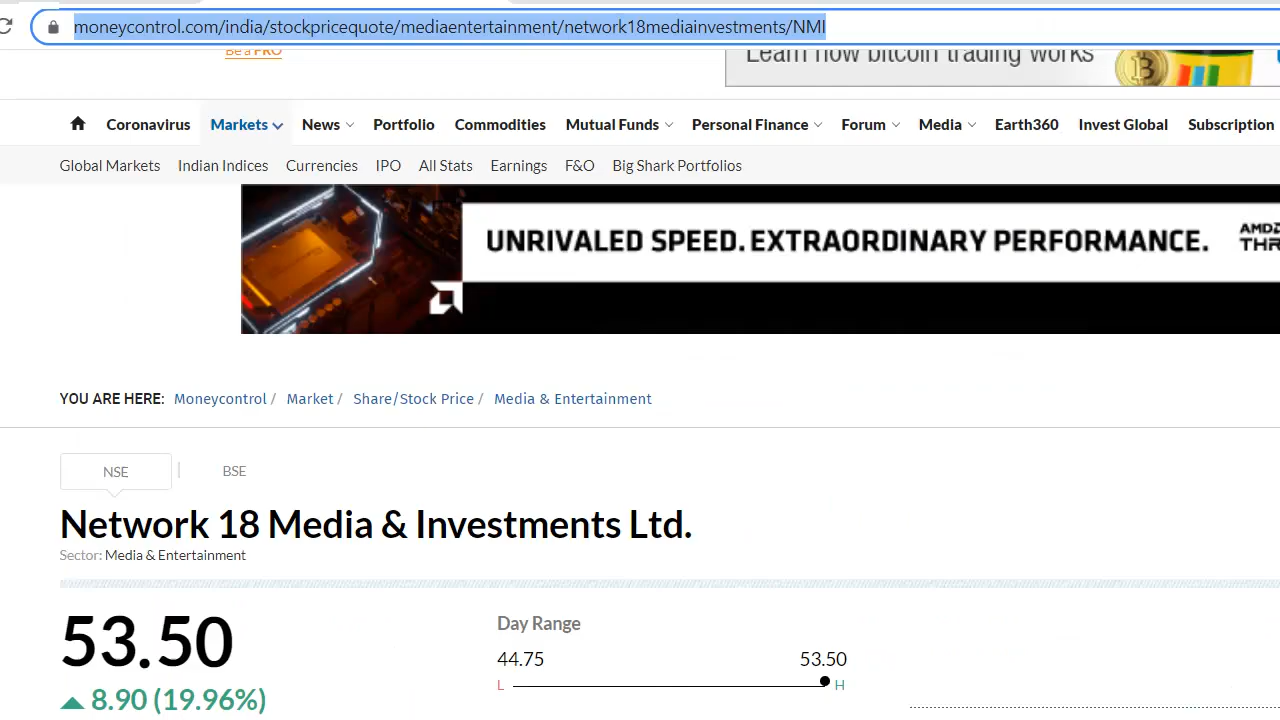 moneycontrol.com/india/stockpricequote/mediaentertainment/network18mediainvestments/NMI
Be a PRO
Learn how bitcoin trading works
Coronavirus Markets News Portfolio Commodities Mutual Funds Personal Finance Forum Media Earth360 Invest Global Subscription
Global Markets Indian Indices Currencies IPO All Stats Earnings F&O Big Shark Portfolios
UNRIVALED SPEED. EXTRAORDINARY PERFORMANCE.
YOU ARE HERE: Moneycontrol / Market / Share/Stock Price / Media & Entertainment
NSE | BSE
Network 18 Media & Investments Ltd.
Sector: Media & Entertainment
53.50
8.90 (19.96%)
Day Range
44.75 53.50
L H